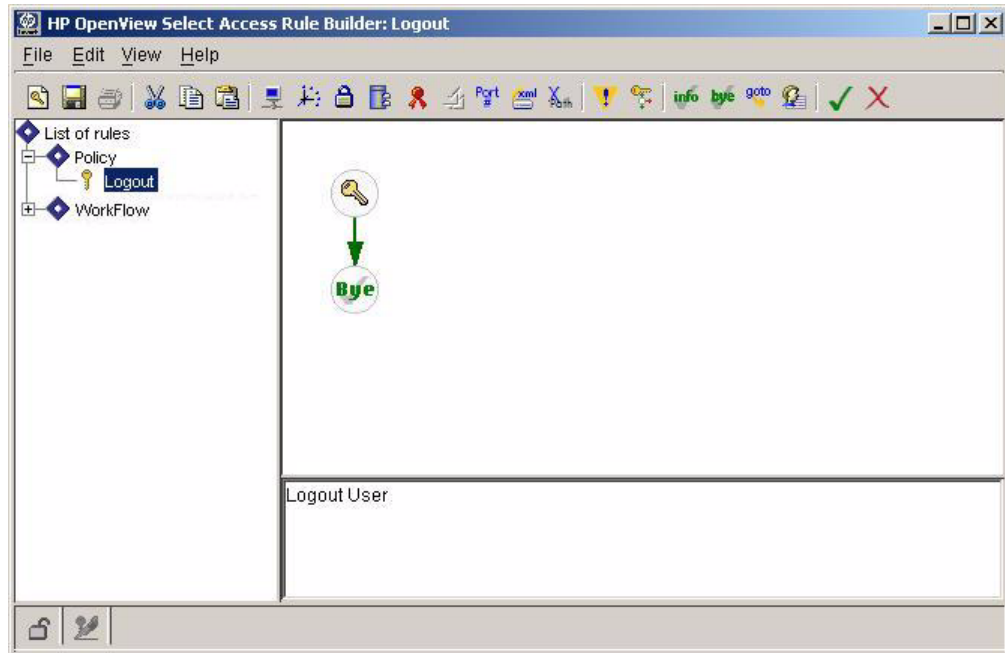 HP OpenView Select Access Rule Builder: Logout
File Edit View Help
Port # xml XPath info bye goto
List of rules
Policy
Logout
WorkFlow
Bye
Logout User